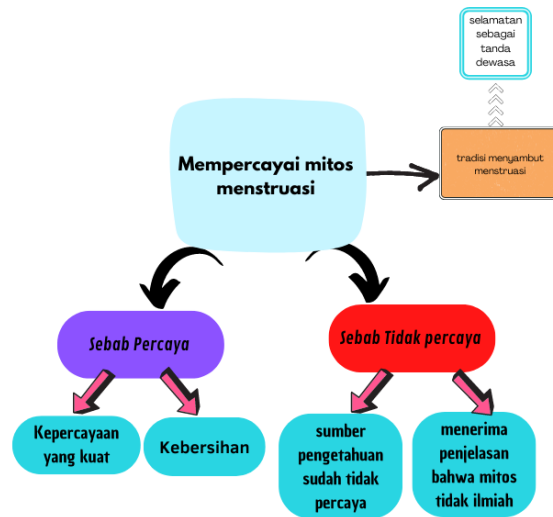 selamatan
sebagai
tanda
dewasa
Mempercayai mitos
menstruasi
tradisi menyambut
menstruasi
Sebab Percaya
Sebab Tidak percaya
Kepercayaan
yang kuat
Kebersihan
sumber
pengetahuan
sudah tidak
percaya
menerima
penjelasan
bahwa mitos
tidak ilmiah